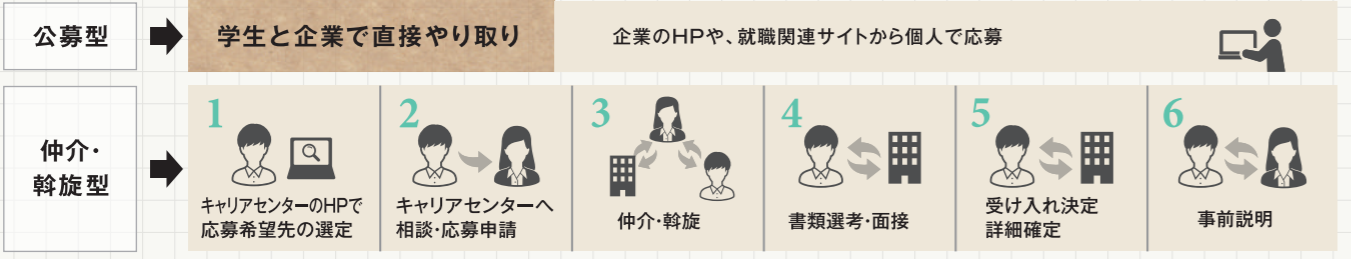 公募型
学生と企業で直接やり取り
企業のHPや、就職関連サイトから個人で応募
仲介・
斡旋型
1
キャリアセンターのHPで
応募希望先の選定
2
キャリアセンターへ
相談・応募申請
3
仲介・斡旋
4
書類選考・面接
5
受け入れ決定
詳細確定
6
事前説明